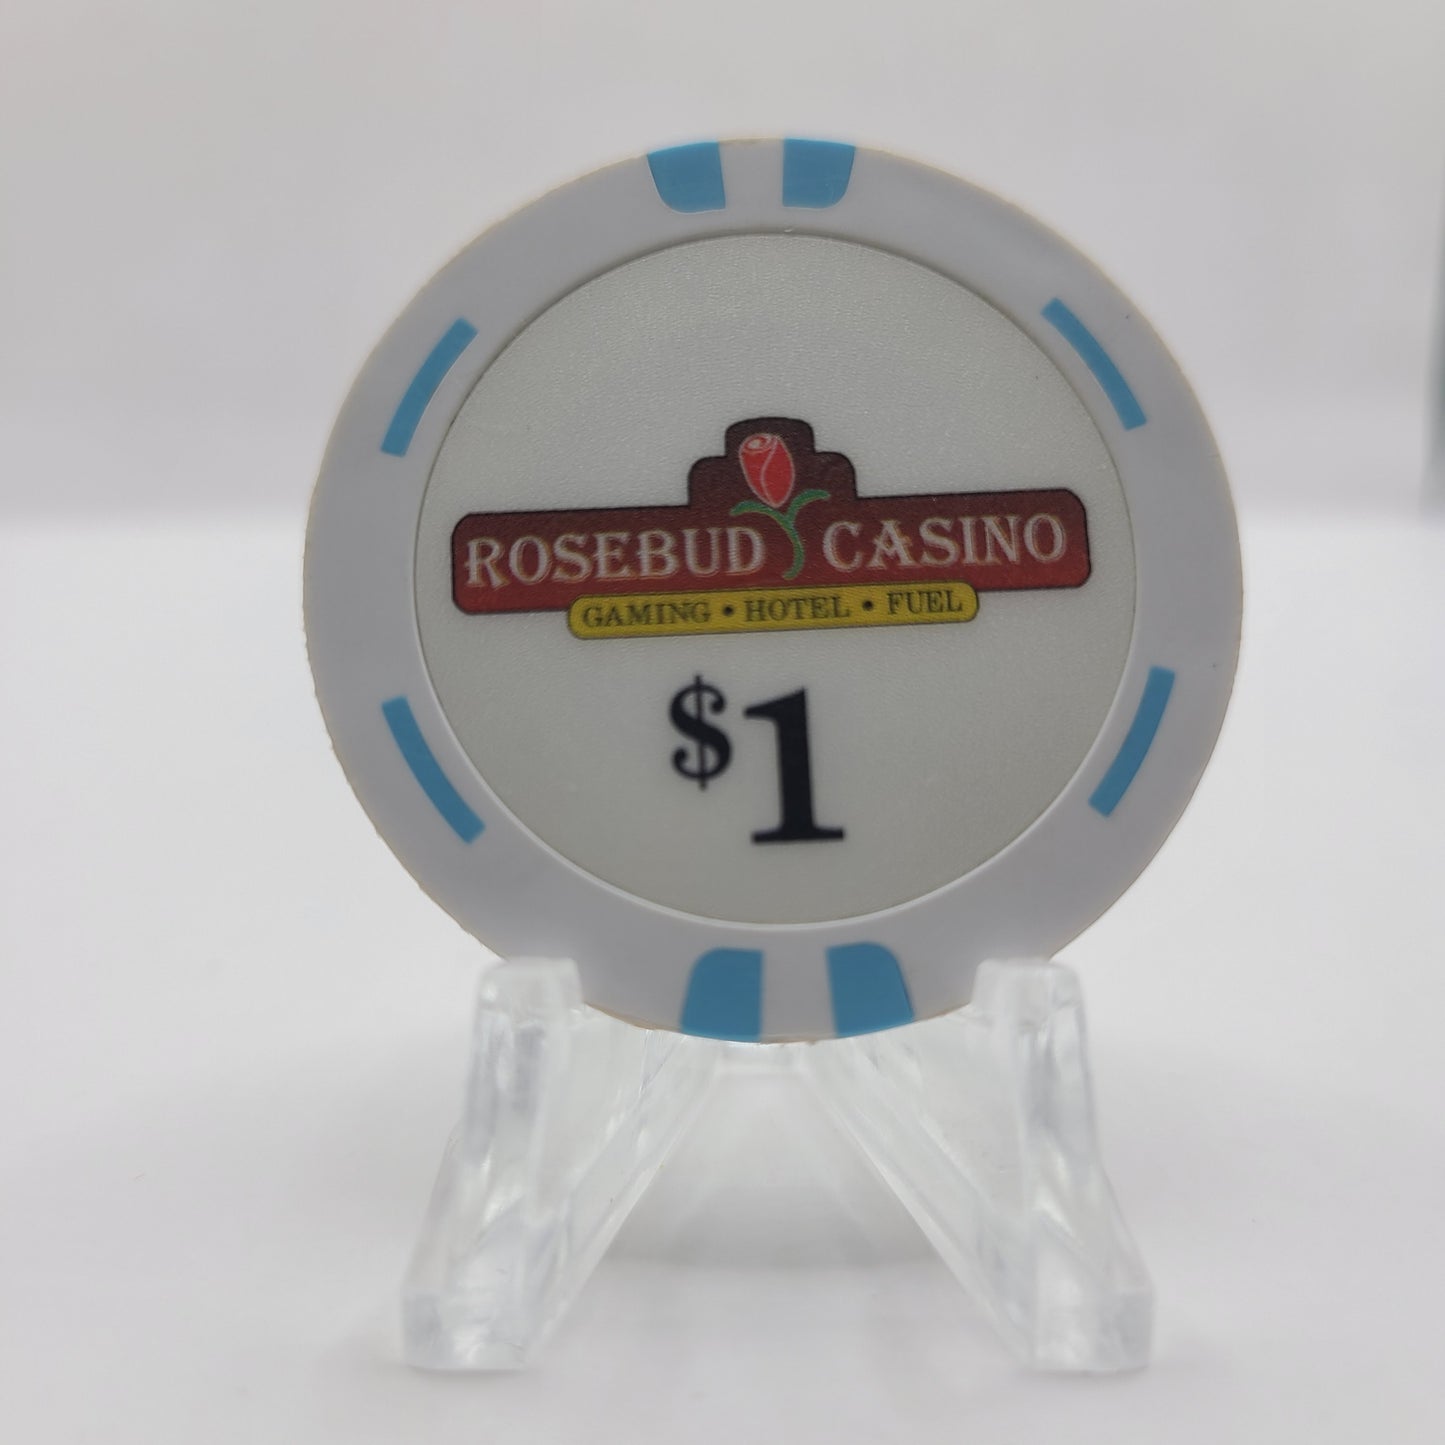 ROSEBUD CASINO
GAMING • HOTEL • FUEL
$1